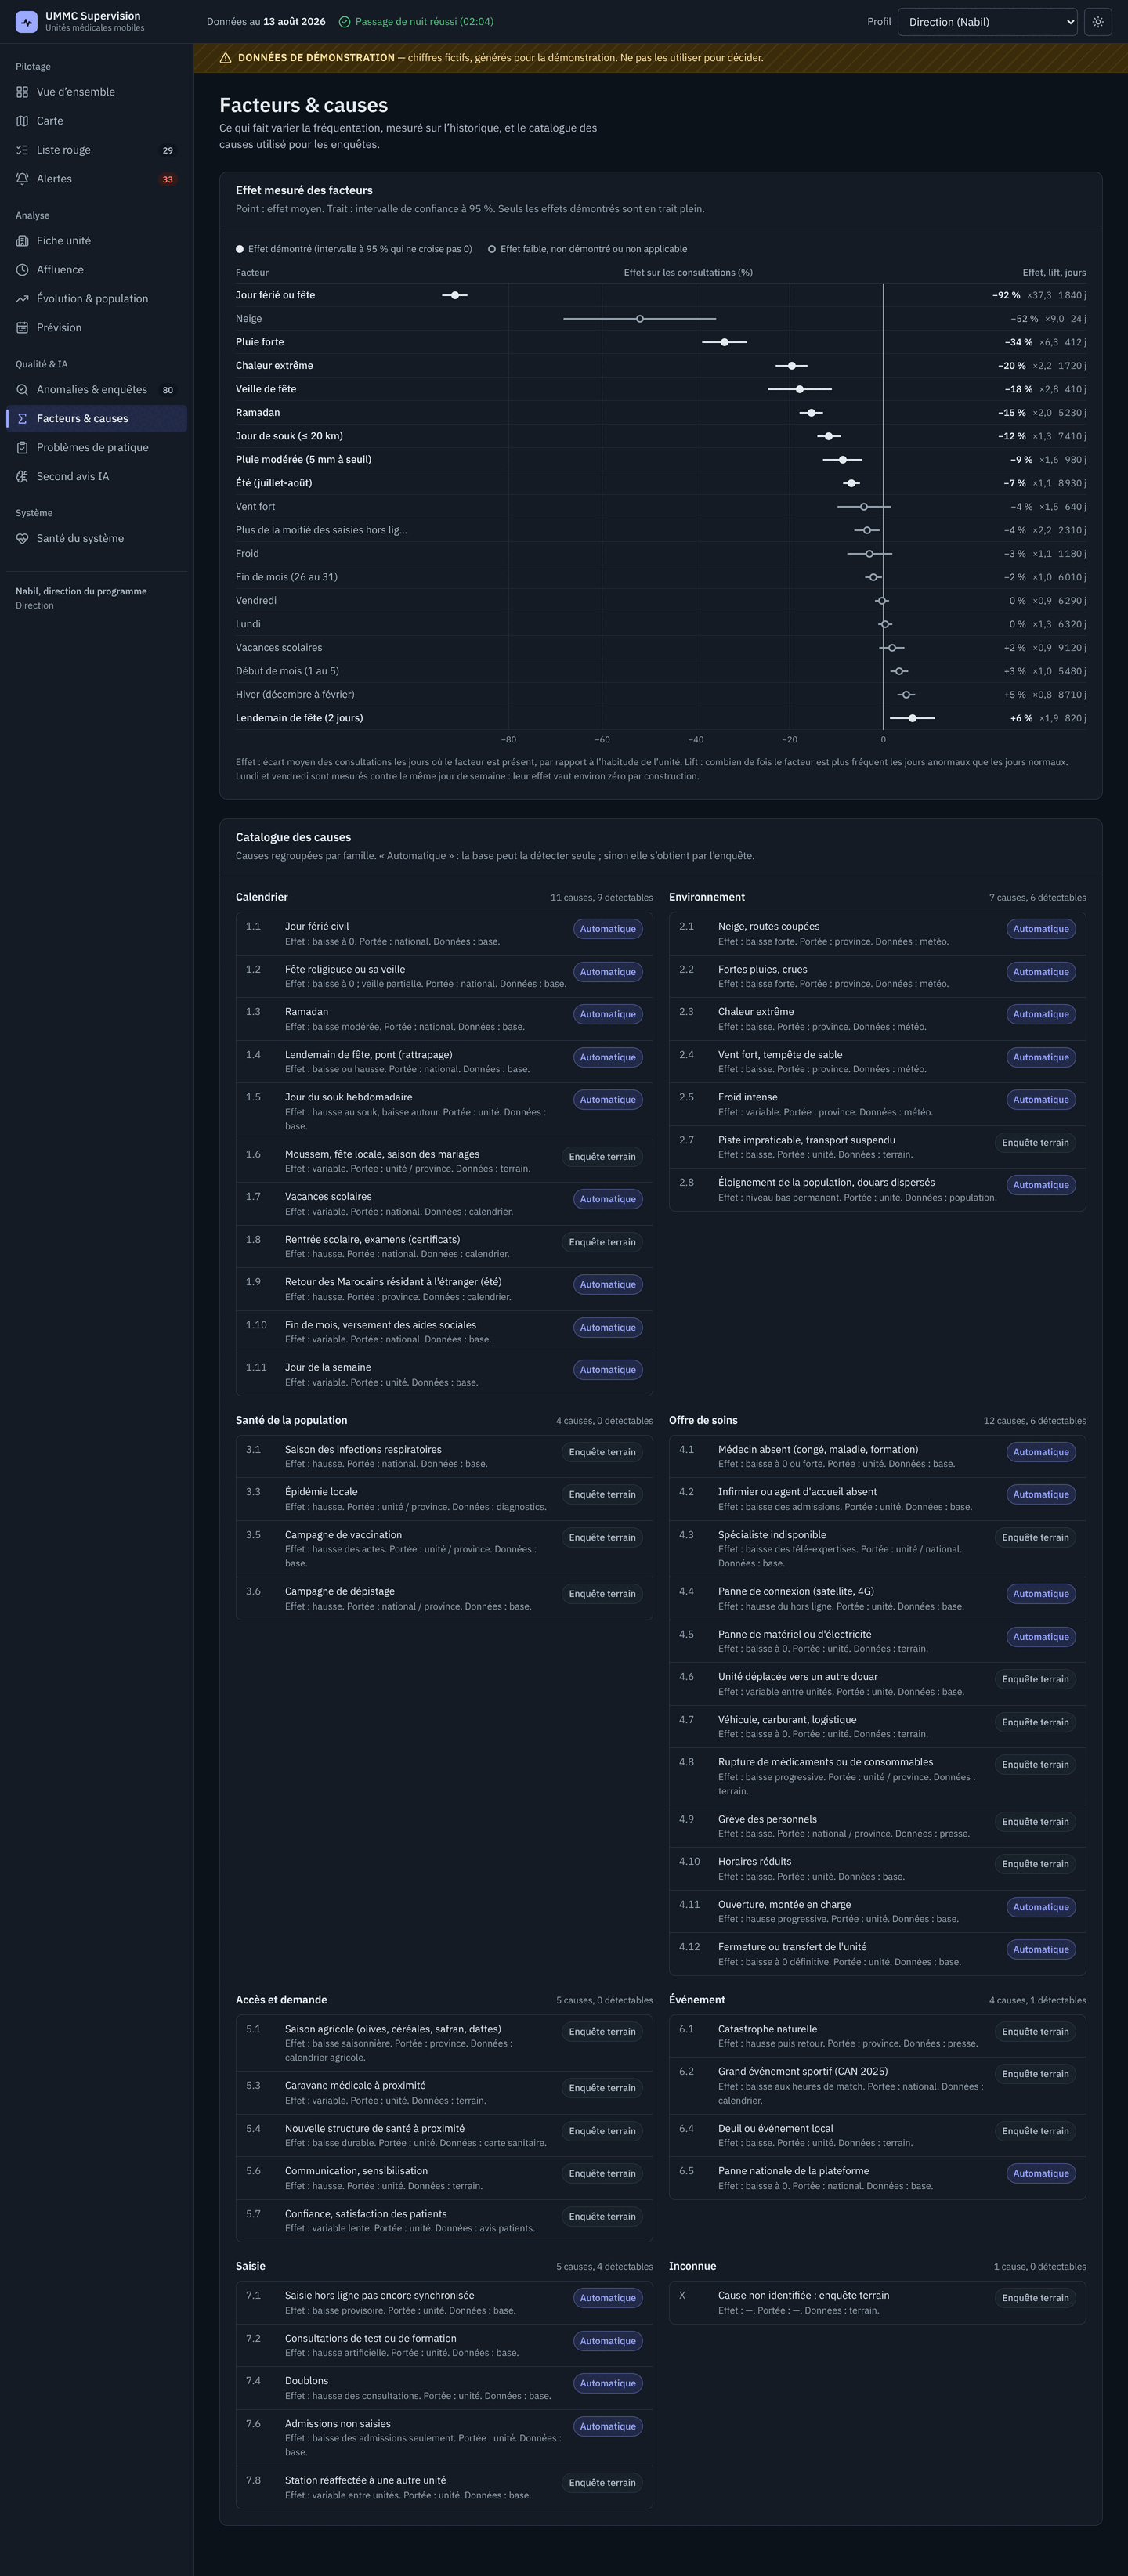 UMMC Supervision
Unités médicales mobiles
Données au 13 août 2026
Passage de nuit réussi (02:04)
Profil
Direction (Nabil)
Pilotage
Vue d'ensemble
Carte
Liste rouge 29
Alertes 33
Analyse
Fiche unité
Affluence
Évolution & population
Prévision
Qualité & IA
Anomalies & enquêtes 80
Facteurs & causes
Problèmes de pratique
Second avis IA
Système
Santé du système
Nabil, direction du programme
Direction
DONNÉES DE DÉMONSTRATION — chiffres fictifs, générés pour la démonstration. Ne pas les utiliser pour décider.
Facteurs & causes
Ce qui fait varier la fréquentation, mesuré sur l'historique, et le catalogue des
causes utilisé pour les enquêtes.
Effet mesuré des facteurs
Point : effet moyen. Trait : intervalle de confiance à 95 %. Seuls les effets démontrés sont en trait plein.
Effet démontré (intervalle à 95 % qui ne croise pas 0)
Effet faible, non démontré ou non applicable
Facteur Effet sur les consultations (%) Effet, lift, jours
Jour férié ou fête −92 % ×37,3 1 840 j
Neige −52 % ×9,0 24 j
Pluie forte −34 % ×6,3 412 j
Chaleur extrême −20 % ×2,2 1 720 j
Veille de fête −18 % ×2,8 410 j
Ramadan −15 % ×2,0 5 230 j
Jour de souk (≤ 20 km) −12 % ×1,3 7 410 j
Pluie modérée (5 mm à seuil) −9 % ×1,6 980 j
Été (juillet-août) −7 % ×1,1 8 930 j
Vent fort −4 % ×1,5 640 j
Plus de la moitié des saisies hors lig... −4 % ×2,2 2 310 j
Froid −3 % ×1,1 1 180 j
Fin de mois (26 au 31) −2 % ×1,0 6 010 j
Vendredi 0 % ×0,9 6 290 j
Lundi 0 % ×1,3 6 320 j
Vacances scolaires +2 % ×0,9 9 120 j
Début de mois (1 au 5) +3 % ×1,0 5 480 j
Hiver (décembre à février) +5 % ×0,8 8 710 j
Lendemain de fête (2 jours) +6 % ×1,9 820 j
−80 −60 −40 −20 0
Effet : écart moyen des consultations les jours où le facteur est présent, par rapport à l'habitude de l'unité. Lift : combien de fois le facteur est plus fréquent les jours anormaux que les jours normaux.
Lundi et vendredi sont mesurés contre le même jour de semaine : leur effet vaut environ zéro par construction.
Catalogue des causes
Causes regroupées par famille. « Automatique » : la base peut la détecter seule ; sinon elle s'obtient par l'enquête.
Calendrier 11 causes, 9 détectables
1.1 Jour férié civil Automatique
Effet : baisse à 0. Portée : national. Données : base.
1.2 Fête religieuse ou sa veille Automatique
Effet : baisse à 0 ; veille partielle. Portée : national. Données : base.
1.3 Ramadan Automatique
Effet : baisse modérée. Portée : national. Données : base.
1.4 Lendemain de fête, pont (rattrapage) Automatique
Effet : baisse ou hausse. Portée : national. Données : base.
1.5 Jour du souk hebdomadaire Automatique
Effet : hausse au souk, baisse autour. Portée : unité. Données :
base.
1.6 Moussem, fête locale, saison des mariages Enquête terrain
Effet : variable. Portée : unité / province. Données : terrain.
1.7 Vacances scolaires Automatique
Effet : variable. Portée : national. Données : calendrier.
1.8 Rentrée scolaire, examens (certificats) Enquête terrain
Effet : hausse. Portée : national. Données : calendrier.
1.9 Retour des Marocains résidant à l'étranger (été) Automatique
Effet : hausse. Portée : province. Données : calendrier.
1.10 Fin de mois, versement des aides sociales Automatique
Effet : variable. Portée : national. Données : base.
1.11 Jour de la semaine Automatique
Effet : variable. Portée : unité. Données : base.
Environnement 7 causes, 6 détectables
2.1 Neige, routes coupées Automatique
Effet : baisse forte. Portée : province. Données : météo.
2.2 Fortes pluies, crues Automatique
Effet : baisse forte. Portée : province. Données : météo.
2.3 Chaleur extrême Automatique
Effet : baisse. Portée : province. Données : météo.
2.4 Vent fort, tempête de sable Automatique
Effet : baisse. Portée : province. Données : météo.
2.5 Froid intense Automatique
Effet : variable. Portée : province. Données : météo.
2.7 Piste impraticable, transport suspendu Enquête terrain
Effet : baisse. Portée : unité. Données : terrain.
2.8 Éloignement de la population, douars dispersés Automatique
Effet : niveau bas permanent. Portée : unité. Données : population.
Santé de la population 4 causes, 0 détectables
3.1 Saison des infections respiratoires Enquête terrain
Effet : hausse. Portée : national. Données : base.
3.3 Épidémie locale Enquête terrain
Effet : hausse. Portée : unité / province. Données : diagnostics.
3.5 Campagne de vaccination Enquête terrain
Effet : hausse des actes. Portée : unité / province. Données :
base.
3.6 Campagne de dépistage Enquête terrain
Effet : hausse. Portée : national / province. Données : base.
Offre de soins 12 causes, 6 détectables
4.1 Médecin absent (congé, maladie, formation) Automatique
Effet : baisse à 0 ou forte. Portée : unité. Données : base.
4.2 Infirmier ou agent d'accueil absent Automatique
Effet : baisse des admissions. Portée : unité. Données : base.
4.3 Spécialiste indisponible Enquête terrain
Effet : baisse des télé-expertises. Portée : unité / national.
Données : base.
4.4 Panne de connexion (satellite, 4G) Automatique
Effet : hausse du hors ligne. Portée : unité. Données : base.
4.5 Panne de matériel ou d'électricité Automatique
Effet : baisse à 0. Portée : unité. Données : terrain.
4.6 Unité déplacée vers un autre douar Enquête terrain
Effet : variable entre unités. Portée : unité. Données : base.
4.7 Véhicule, carburant, logistique Enquête terrain
Effet : baisse à 0. Portée : unité. Données : terrain.
4.8 Rupture de médicaments ou de consommables Enquête terrain
Effet : baisse progressive. Portée : unité / province. Données :
terrain.
4.9 Grève des personnels Enquête terrain
Effet : baisse. Portée : national / province. Données : presse.
4.10 Horaires réduits Enquête terrain
Effet : baisse. Portée : unité. Données : base.
4.11 Ouverture, montée en charge Automatique
Effet : hausse progressive. Portée : unité. Données : base.
4.12 Fermeture ou transfert de l'unité Automatique
Effet : baisse à 0 définitive. Portée : unité. Données : base.
Accès et demande 5 causes, 0 détectables
5.1 Saison agricole (olives, céréales, safran, dattes) Enquête terrain
Effet : baisse saisonnière. Portée : province. Données :
calendrier agricole.
5.3 Caravane médicale à proximité Enquête terrain
Effet : variable. Portée : unité. Données : terrain.
5.4 Nouvelle structure de santé à proximité Enquête terrain
Effet : baisse durable. Portée : unité. Données : carte sanitaire.
5.6 Communication, sensibilisation Enquête terrain
Effet : hausse. Portée : unité. Données : terrain.
5.7 Confiance, satisfaction des patients Enquête terrain
Effet : variable lente. Portée : unité. Données : avis patients.
Événement 4 causes, 1 détectables
6.1 Catastrophe naturelle Enquête terrain
Effet : hausse puis retour. Portée : province. Données : presse.
6.2 Grand événement sportif (CAN 2025) Enquête terrain
Effet : baisse aux heures de match. Portée : national. Données :
calendrier.
6.4 Deuil ou événement local Enquête terrain
Effet : baisse. Portée : unité. Données : terrain.
6.5 Panne nationale de la plateforme Automatique
Effet : baisse à 0. Portée : national. Données : base.
Saisie 5 causes, 4 détectables
7.1 Saisie hors ligne pas encore synchronisée Automatique
Effet : baisse provisoire. Portée : unité. Données : base.
7.2 Consultations de test ou de formation Automatique
Effet : hausse artificielle. Portée : unité. Données : base.
7.4 Doublons Automatique
Effet : hausse des consultations. Portée : unité. Données : base.
7.6 Admissions non saisies Automatique
Effet : baisse des admissions seulement. Portée : unité. Données :
base.
7.8 Station réaffectée à une autre unité Enquête terrain
Effet : variable entre unités. Portée : unité. Données : base.
Inconnue 1 cause, 0 détectables
X Cause non identifiée : enquête terrain Enquête terrain
Effet : —. Portée : —. Données : terrain.